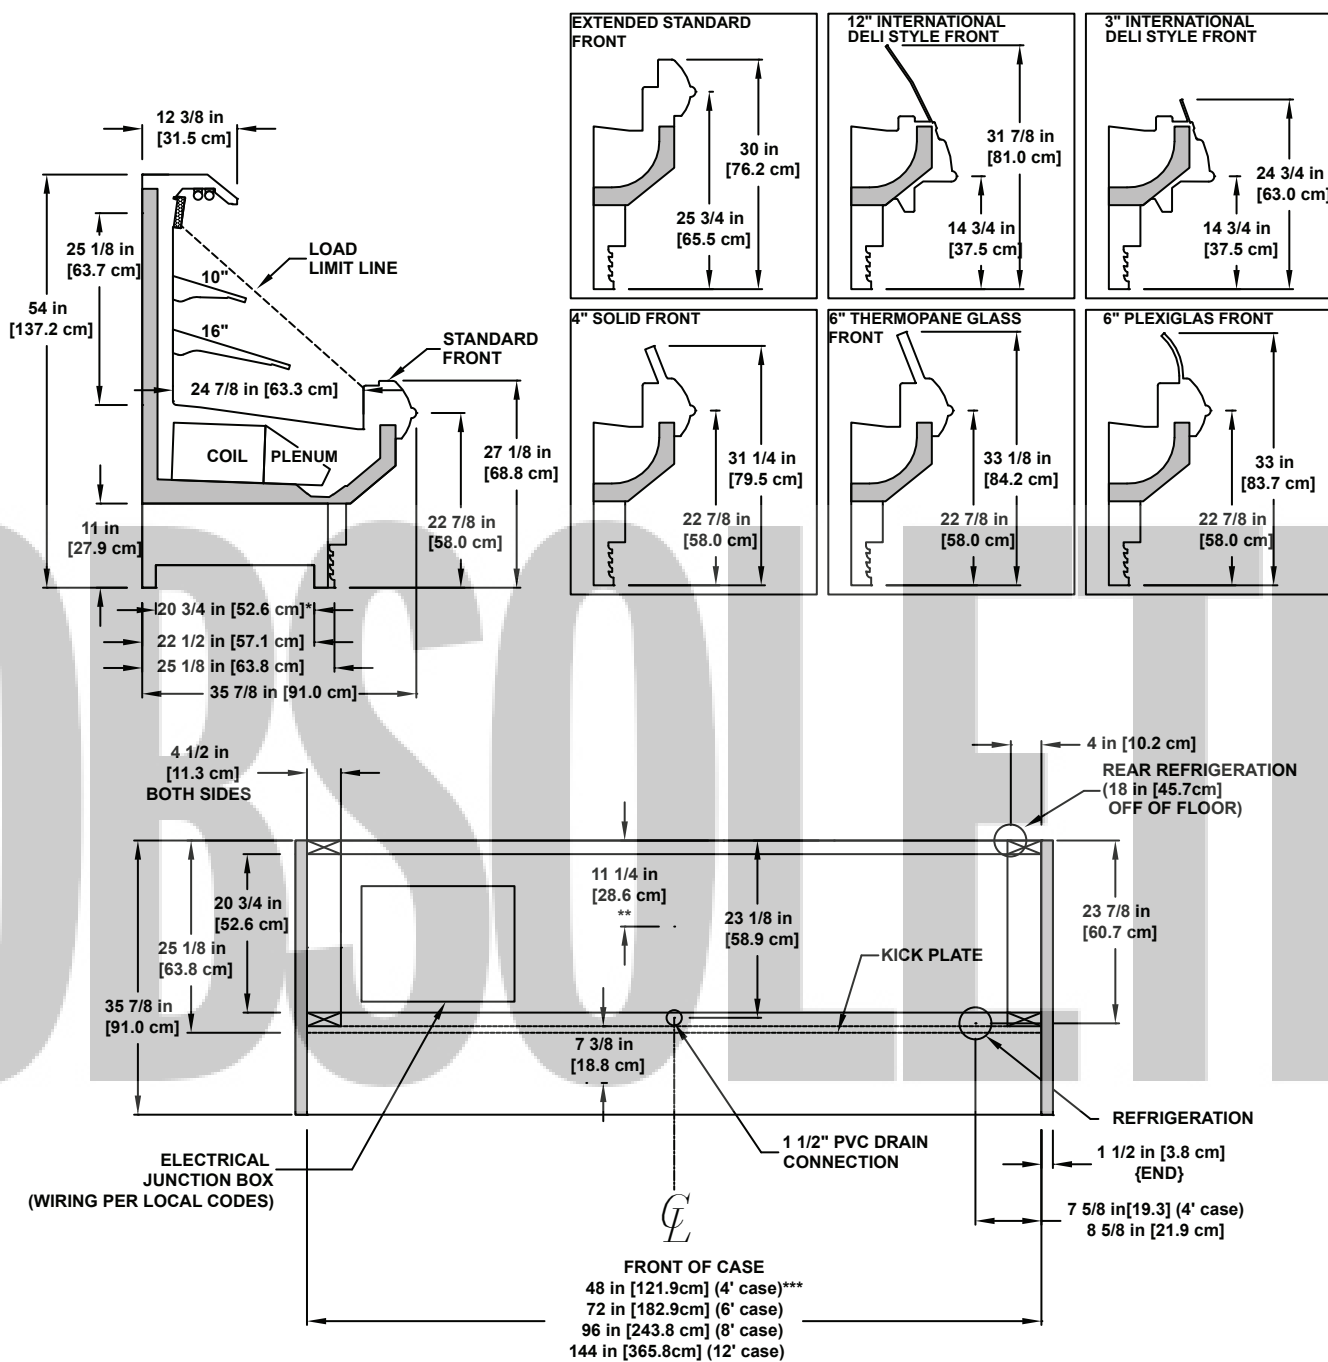 EXTENDED STANDARD
FRONT
30 in
[76.2 cm]
25 3/4 in
[65.5 cm]
12" INTERNATIONAL
DELI STYLE FRONT
31 7/8 in
[81.0 cm]
14 3/4 in
[37.5 cm]
3" INTERNATIONAL
DELI STYLE FRONT
24 3/4 in
[63.0 cm]
14 3/4 in
[37.5 cm]
12 3/8 in
[31.5 cm]
25 1/8 in
[63.7 cm]
54 in
[137.2 cm]
LOAD
LIMIT LINE
10"
16"
STANDARD
FRONT
24 7/8 in [63.3 cm]
COIL
PLENUM
27 1/8 in
[68.8 cm]
22 7/8 in
[58.0 cm]
11 in
[27.9 cm]
20 3/4 in [52.6 cm]*
22 1/2 in [57.1 cm]
25 1/8 in [63.8 cm]
35 7/8 in [91.0 cm]
4" SOLID FRONT
31 1/4 in
[79.5 cm]
22 7/8 in
[58.0 cm]
6" THERMOPANE GLASS
FRONT
33 1/8 in
[84.2 cm]
22 7/8 in
[58.0 cm]
6" PLEXIGLAS FRONT
33 in
[83.7 cm]
22 7/8 in
[58.0 cm]
OBSOLETE
4 1/2 in
[11.3 cm]
BOTH SIDES
4 in [10.2 cm]
REAR REFRIGERATION
(18 in [45.7cm]
OFF OF FLOOR)
20 3/4 in
[52.6 cm]
25 1/8 in
[63.8 cm]
35 7/8 in
[91.0 cm]
11 1/4 in
[28.6 cm]
**
23 1/8 in
[58.9 cm]
23 7/8 in
[60.7 cm]
KICK PLATE
7 3/8 in
[18.8 cm]
REFRIGERATION
1 1/2" PVC DRAIN
CONNECTION
ELECTRICAL
JUNCTION BOX
(WIRING PER LOCAL CODES)
1 1/2 in [3.8 cm]
{END}
7 5/8 in[19.3] (4' case)
8 5/8 in [21.9 cm]
CL
FRONT OF CASE
48 in [121.9cm] (4' case)***
72 in [182.9cm] (6' case)
96 in [243.8 cm] (8' case)
144 in [365.8cm] (12' case)